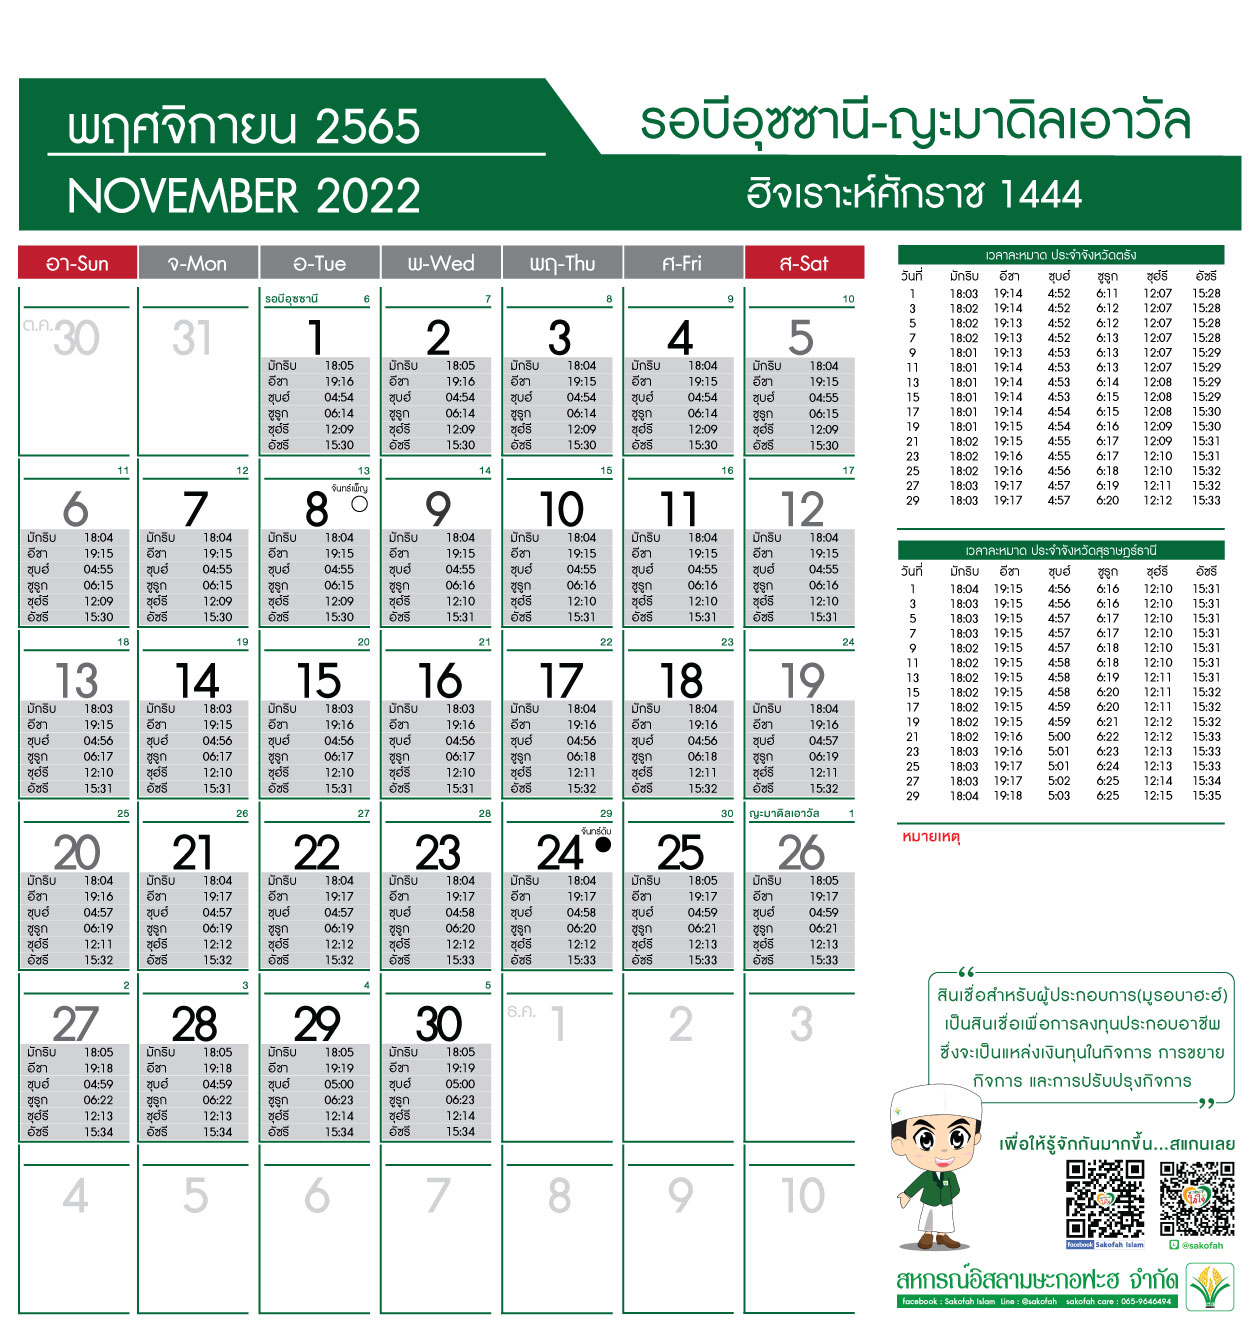 พฤศจิกายน 2565
NOVEMBER 2022
รอบีอุซซานี-ญะมาดิลเอาวัล
ฮิจเราะห์ศักราช 1444
อา-Sun จ-Mon อ-Tue พ-Wed พฤ-Thu ศ-Fri ส-Sat
รอบีอุซซานี 6 7 8 9 10
ต.ค. 30 31 1 2 3 4 5
มักริบ 18:05 มักริบ 18:05 มักริบ 18:04 มักริบ 18:04 มักริบ 18:04
อีชา 19:16 อีชา 19:16 อีชา 19:15 อีชา 19:15 อีชา 19:15
ซุบฮ์ 04:54 ซุบฮ์ 04:54 ซุบฮ์ 04:54 ซุบฮ์ 04:54 ซุบฮ์ 04:55
ชูรูก 06:14 ชูรูก 06:14 ชูรูก 06:14 ชูรูก 06:14 ชูรูก 06:15
ซุฮ์รี 12:09 ซุฮ์รี 12:09 ซุฮ์รี 12:09 ซุฮ์รี 12:09 ซุฮ์รี 12:09
อัซรี 15:30 อัซรี 15:30 อัซรี 15:30 อัซรี 15:30 อัซรี 15:30
11 12 13 14 15 16 17
จันทร์เพ็ญ
6 7 8 9 10 11 12
มักริบ 18:04 มักริบ 18:04 มักริบ 18:04 มักริบ 18:04 มักริบ 18:04 มักริบ 18:04 มักริบ 18:04
อีชา 19:15 อีชา 19:15 อีชา 19:15 อีชา 19:15 อีชา 19:15 อีชา 19:15 อีชา 19:15
ซุบฮ์ 04:55 ซุบฮ์ 04:55 ซุบฮ์ 04:55 ซุบฮ์ 04:55 ซุบฮ์ 04:55 ซุบฮ์ 04:55 ซุบฮ์ 04:55
ชูรูก 06:15 ชูรูก 06:15 ชูรูก 06:15 ชูรูก 06:16 ชูรูก 06:16 ชูรูก 06:16 ชูรูก 06:16
ซุฮ์รี 12:09 ซุฮ์รี 12:09 ซุฮ์รี 12:09 ซุฮ์รี 12:10 ซุฮ์รี 12:10 ซุฮ์รี 12:10 ซุฮ์รี 12:10
อัซรี 15:30 อัซรี 15:30 อัซรี 15:30 อัซรี 15:31 อัซรี 15:31 อัซรี 15:31 อัซรี 15:31
18 19 20 21 22 23 24
13 14 15 16 17 18 19
มักริบ 18:03 มักริบ 18:03 มักริบ 18:03 มักริบ 18:03 มักริบ 18:04 มักริบ 18:04 มักริบ 18:04
อีชา 19:15 อีชา 19:15 อีชา 19:16 อีชา 19:16 อีชา 19:16 อีชา 19:16 อีชา 19:16
ซุบฮ์ 04:56 ซุบฮ์ 04:56 ซุบฮ์ 04:56 ซุบฮ์ 04:56 ซุบฮ์ 04:56 ซุบฮ์ 04:56 ซุบฮ์ 04:57
ชูรูก 06:17 ชูรูก 06:17 ชูรูก 06:17 ชูรูก 06:17 ชูรูก 06:18 ชูรูก 06:18 ชูรูก 06:19
ซุฮ์รี 12:10 ซุฮ์รี 12:10 ซุฮ์รี 12:10 ซุฮ์รี 12:10 ซุฮ์รี 12:11 ซุฮ์รี 12:11 ซุฮ์รี 12:11
อัซรี 15:31 อัซรี 15:31 อัซรี 15:31 อัซรี 15:31 อัซรี 15:32 อัซรี 15:32 อัซรี 15:32
25 26 27 28 29 30 ญะมาดิลเอาวัล 1
จันทร์ดับ
20 21 22 23 24 25 26
มักริบ 18:04 มักริบ 18:04 มักริบ 18:04 มักริบ 18:04 มักริบ 18:04 มักริบ 18:05 มักริบ 18:05
อีชา 19:16 อีชา 19:17 อีชา 19:17 อีชา 19:17 อีชา 19:17 อีชา 19:17 อีชา 19:17
ซุบฮ์ 04:57 ซุบฮ์ 04:57 ซุบฮ์ 04:57 ซุบฮ์ 04:58 ซุบฮ์ 04:58 ซุบฮ์ 04:59 ซุบฮ์ 04:59
ชูรูก 06:19 ชูรูก 06:19 ชูรูก 06:19 ชูรูก 06:20 ชูรูก 06:20 ชูรูก 06:21 ชูรูก 06:21
ซุฮ์รี 12:11 ซุฮ์รี 12:12 ซุฮ์รี 12:12 ซุฮ์รี 12:12 ซุฮ์รี 12:12 ซุฮ์รี 12:13 ซุฮ์รี 12:13
อัซรี 15:32 อัซรี 15:32 อัซรี 15:32 อัซรี 15:33 อัซรี 15:33 อัซรี 15:33 อัซรี 15:33
2 3 4 5
27 28 29 30 ธ.ค. 1 2 3
มักริบ 18:05 มักริบ 18:05 มักริบ 18:05 มักริบ 18:05
อีชา 19:18 อีชา 19:18 อีชา 19:19 อีชา 19:19
ซุบฮ์ 04:59 ซุบฮ์ 04:59 ซุบฮ์ 05:00 ซุบฮ์ 05:00
ชูรูก 06:22 ชูรูก 06:22 ชูรูก 06:23 ชูรูก 06:23
ซุฮ์รี 12:13 ซุฮ์รี 12:13 ซุฮ์รี 12:14 ซุฮ์รี 12:14
อัซรี 15:34 อัซรี 15:34 อัซรี 15:34 อัซรี 15:34
4 5 6 7 8 9 10
เวลาละหมาด ประจำจังหวัดตรัง
วันที่ มักริบ อีชา ซุบฮ์ ชูรูก ซุฮ์รี อัซรี
1 18:03 19:14 4:52 6:11 12:07 15:28
3 18:02 19:14 4:52 6:12 12:07 15:28
5 18:02 19:13 4:52 6:12 12:07 15:28
7 18:02 19:13 4:52 6:13 12:07 15:28
9 18:01 19:13 4:53 6:13 12:07 15:29
11 18:01 19:14 4:53 6:13 12:07 15:29
13 18:01 19:14 4:53 6:14 12:08 15:29
15 18:01 19:14 4:53 6:15 12:08 15:29
17 18:01 19:14 4:54 6:15 12:08 15:30
19 18:01 19:15 4:54 6:16 12:09 15:30
21 18:02 19:15 4:55 6:17 12:09 15:31
23 18:02 19:16 4:55 6:17 12:10 15:31
25 18:02 19:16 4:56 6:18 12:10 15:32
27 18:03 19:17 4:57 6:19 12:11 15:32
29 18:03 19:17 4:57 6:20 12:12 15:33
เวลาละหมาด ประจำจังหวัดสุราษฎร์ธานี
วันที่ มักริบ อีชา ซุบฮ์ ชูรูก ซุฮ์รี อัซรี
1 18:04 19:15 4:56 6:16 12:10 15:31
3 18:03 19:15 4:56 6:16 12:10 15:31
5 18:03 19:15 4:57 6:17 12:10 15:31
7 18:03 19:15 4:57 6:17 12:10 15:31
9 18:02 19:15 4:57 6:18 12:10 15:31
11 18:02 19:15 4:58 6:18 12:10 15:31
13 18:02 19:15 4:58 6:19 12:11 15:31
15 18:02 19:15 4:58 6:20 12:11 15:32
17 18:02 19:15 4:59 6:20 12:11 15:32
19 18:02 19:15 4:59 6:21 12:12 15:32
21 18:02 19:16 5:00 6:22 12:12 15:33
23 18:03 19:16 5:01 6:23 12:13 15:33
25 18:03 19:17 5:01 6:24 12:13 15:33
27 18:03 19:17 5:02 6:25 12:14 15:34
29 18:04 19:18 5:03 6:25 12:15 15:35
หมายเหตุ
“สินเชื่อสำหรับผู้ประกอบการ(มูรอบาฮะฮ์)
เป็นสินเชื่อเพื่อการลงทุนประกอบอาชีพ
ซึ่งจะเป็นแหล่งเงินทุนในกิจการ การขยาย
กิจการ และการปรับปรุงกิจการ”
เพื่อให้รู้จักกันมากขึ้น...สแกนเลย
facebook Sakofah Islam @sakofah
สหกรณ์อิสลามษะกอฟะฮ จำกัด
facebook : Sakofah Islam Line : @sakofah sakofah care : 065-9646494